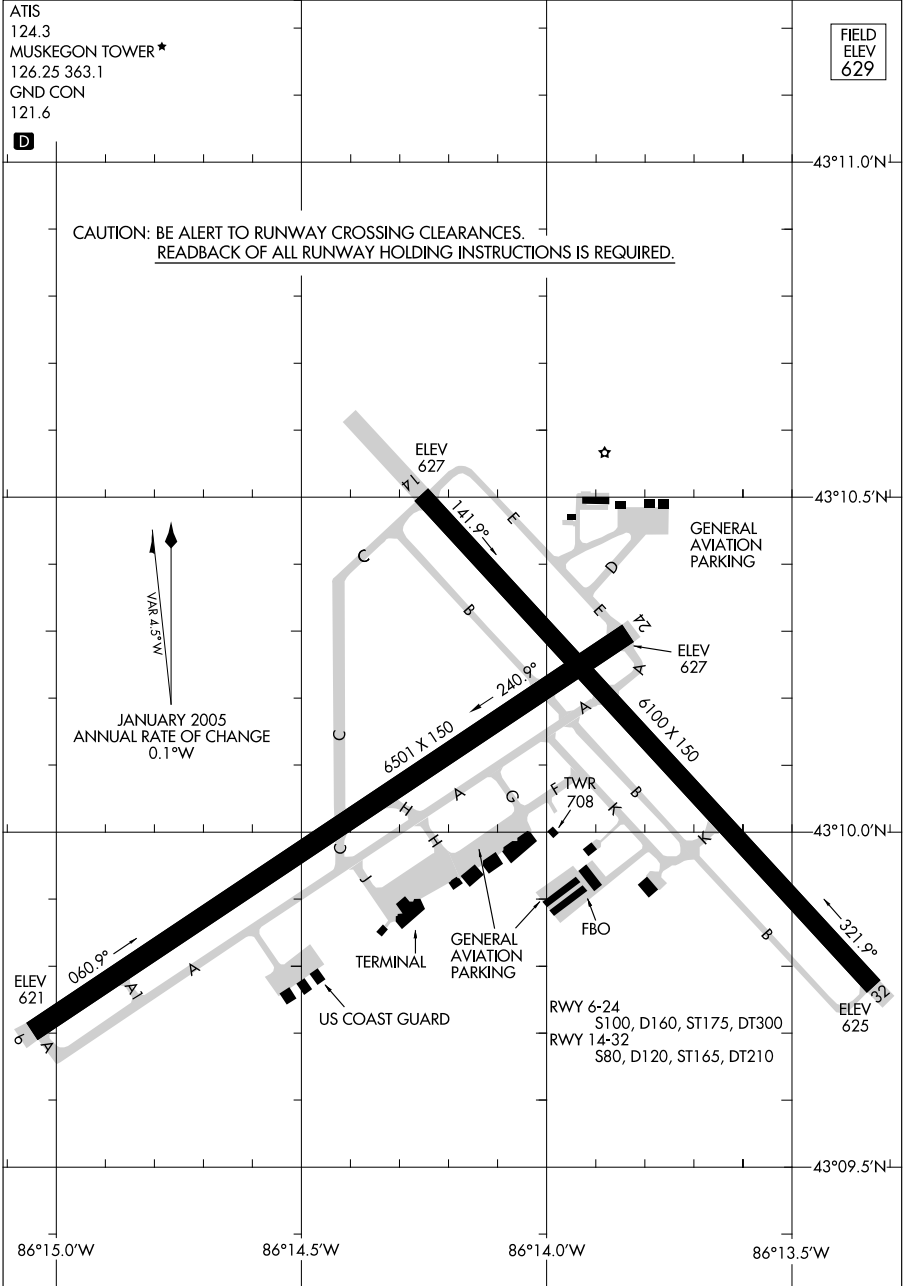 ATIS
124.3
MUSKEGON TOWER★
126.25 363.1
GND CON
121.6
D
FIELD
ELEV
629
43°11.0'N
CAUTION: BE ALERT TO RUNWAY CROSSING CLEARANCES.
READBACK OF ALL RUNWAY HOLDING INSTRUCTIONS IS REQUIRED.
ELEV
627
14
43°10.5'N
141.9°
E
GENERAL
AVIATION
PARKING
C
D
B
E
VAR 4.5°W
24
ELEV
627
A
240.9°
A
6100 X 150
JANUARY 2005
ANNUAL RATE OF CHANGE
0.1°W
C
6501 X 150
TWR
708
H
A
G
F
K
B
43°10.0'N
H
K
C
J
TERMINAL
GENERAL
AVIATION
PARKING
FBO
B
321.9°
060.9°
A
A1
ELEV
621
US COAST GUARD
32
ELEV
625
RWY 6-24
S100, D160, ST175, DT300
RWY 14-32
S80, D120, ST165, DT210
6
A
43°09.5'N
86°15.0'W
86°14.5'W
86°14.0'W
86°13.5'W